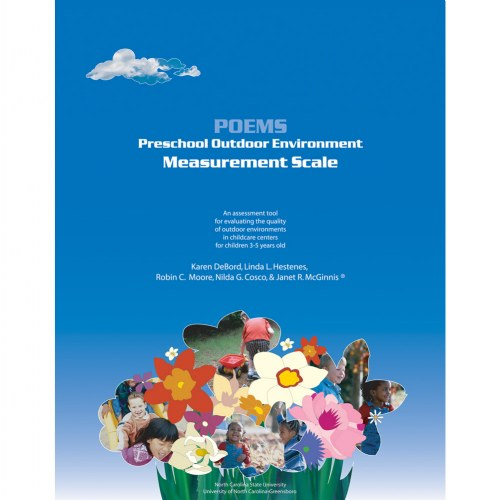 POEMS
Preschool Outdoor Environment
Measurement Scale
An assessment tool
for evaluating the quality
of outdoor environments
in childcare centers
for children 3-5 years old
Karen DeBord, Linda L. Hestenes,
Robin C. Moore, Nilda G. Cosco, & Janet R. McGinnis ©
North Carolina State University
University of North Carolina-Greensboro